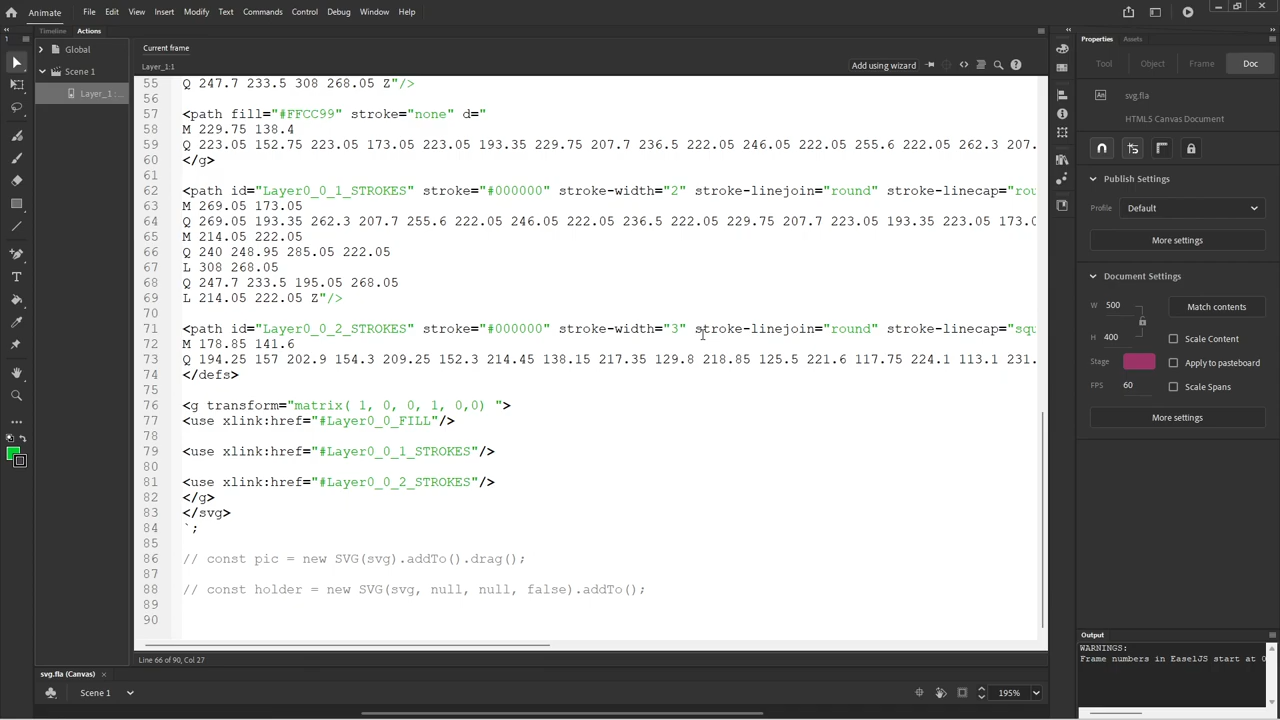 Animate File Edit View Insert Modify Text Commands Control Debug Window Help
Timeline Actions
Global
Scene 1
Layer_1:...
Current frame
Layer_1:1
Add using wizard
55 Q 247.7 233.5 308 268.05 Z"/>
56
57 <path fill="#FFCC99" stroke="none" d="
58 M 229.75 138.4
59 Q 223.05 152.75 223.05 173.05 223.05 193.35 229.75 207.7 236.5 222.05 246.05 222.05 255.6 222.05 262.3 207.
60 </g>
61
62 <path id="Layer0_0_1_STROKES" stroke="#000000" stroke-width="2" stroke-linejoin="round" stroke-linecap="rou
63 M 269.05 173.05
64 Q 269.05 193.35 262.3 207.7 255.6 222.05 246.05 222.05 236.5 222.05 229.75 207.7 223.05 193.35 223.05 173.0
65 M 214.05 222.05
66 Q 240 248.95 285.05 222.05
67 L 308 268.05
68 Q 247.7 233.5 195.05 268.05
69 L 214.05 222.05 Z"/>
70
71 <path id="Layer0_0_2_STROKES" stroke="#000000" stroke-width="3" stroke-linejoin="round" stroke-linecap="squ
72 M 178.85 141.6
73 Q 194.25 157 202.9 154.3 209.25 152.3 214.45 138.15 217.35 129.8 218.85 125.5 221.6 117.75 224.1 113.1 231.
74 </defs>
75
76 <g transform="matrix( 1, 0, 0, 1, 0,0) ">
77 <use xlink:href="#Layer0_0_FILL"/>
78
79 <use xlink:href="#Layer0_0_1_STROKES"/>
80
81 <use xlink:href="#Layer0_0_2_STROKES"/>
82 </g>
83 </svg>
84 `;
85
86 // const pic = new SVG(svg).addTo().drag();
87
88 // const holder = new SVG(svg, null, null, false).addTo();
89
90
Line 66 of 90, Col 27
svg.fla (Canvas) ×
Scene 1
195%
Properties Assets
Tool Object Frame Doc
An svg.fla
HTML5 Canvas Document
Publish Settings
Profile Default
More settings
Document Settings
W 500 Match contents
H 400 Scale Content
Stage Apply to pasteboard
FPS 60 Scale Spans
More settings
Output
WARNINGS:
Frame numbers in EaselJS start at 0